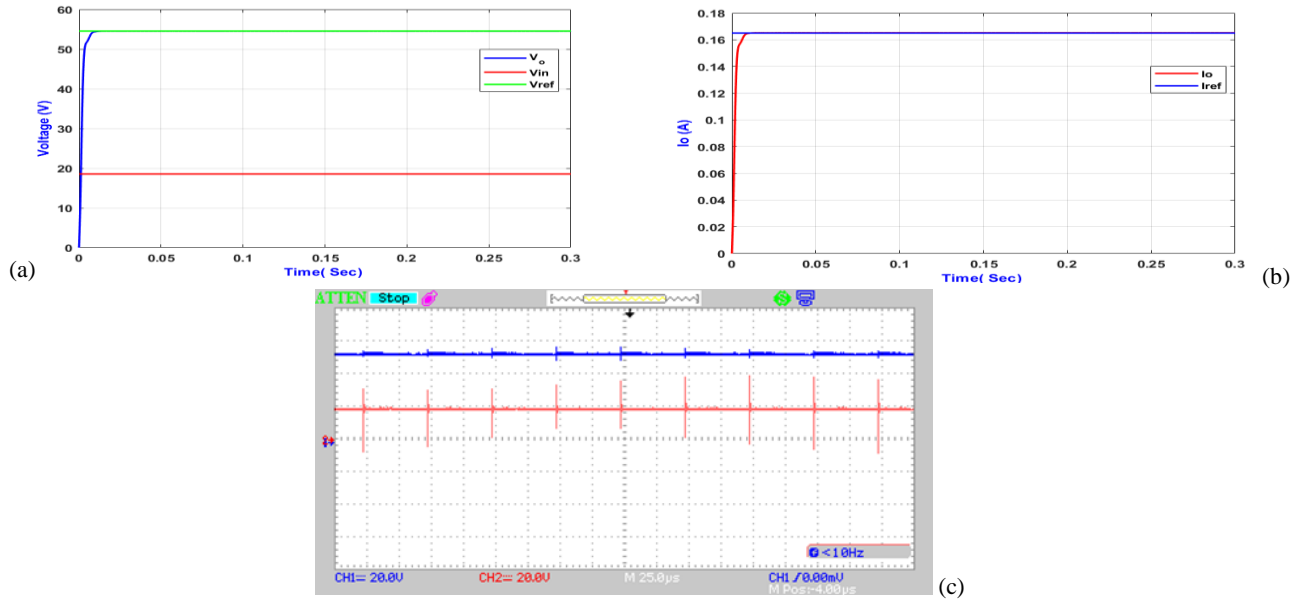 60
50
40
30
20
10
0
Voltage (V)
Vo
Vin
Vref
0 0.05 0.1 0.15 0.2 0.25 0.3
Time( Sec)
(a)
0.18
0.16
0.14
0.12
0.1
0.08
0.06
0.04
0.02
0
Io (A)
Io
Iref
0 0.05 0.1 0.15 0.2 0.25 0.3
Time( Sec)
(b)
ATTEN Stop
<10Hz
CH1= 20.0V CH2= 20.0V M 25.0μs CH1 0.00mV
M Pos:-4.00μs
(c)